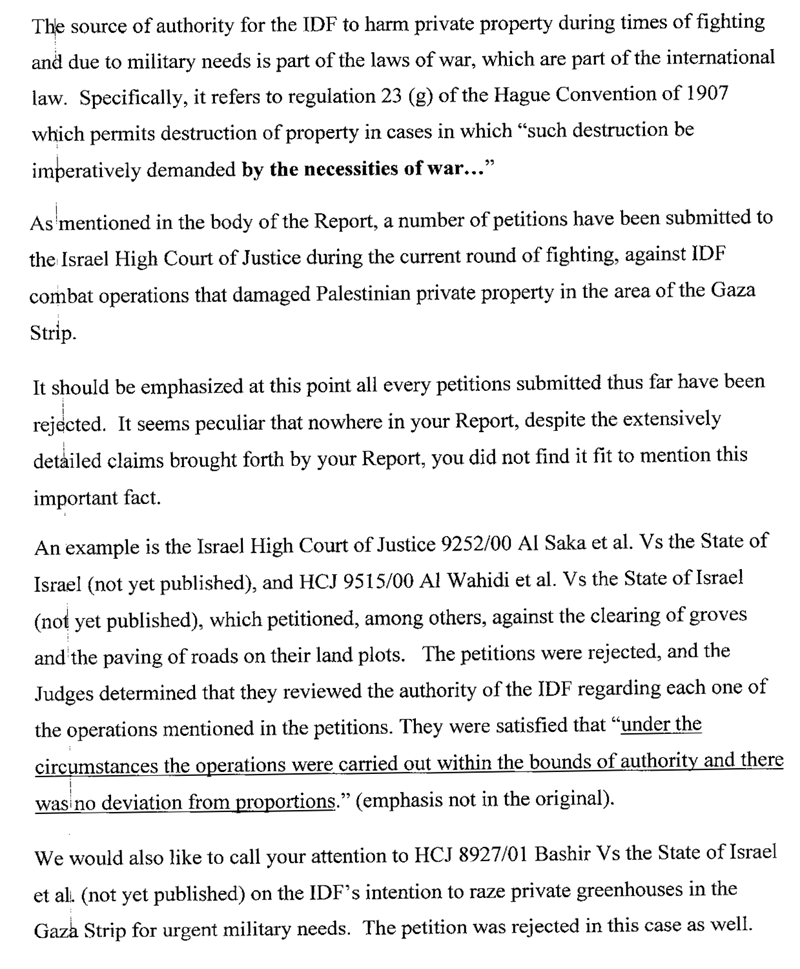 The source of authority for the IDF to harm private property during times of fighting
and due to military needs is part of the laws of war, which are part of the international
law. Specifically, it refers to regulation 23 (g) of the Hague Convention of 1907
which permits destruction of property in cases in which “such destruction be
imperatively demanded by the necessities of war…”
As mentioned in the body of the Report, a number of petitions have been submitted to
the Israel High Court of Justice during the current round of fighting, against IDF
combat operations that damaged Palestinian private property in the area of the Gaza
Strip.
It should be emphasized at this point all every petitions submitted thus far have been
rejected. It seems peculiar that nowhere in your Report, despite the extensively
detailed claims brought forth by your Report, you did not find it fit to mention this
important fact.
An example is the Israel High Court of Justice 9252/00 Al Saka et al. Vs the State of
Israel (not yet published), and HCJ 9515/00 Al Wahidi et al. Vs the State of Israel
(not yet published), which petitioned, among others, against the clearing of groves
and the paving of roads on their land plots. The petitions were rejected, and the
Judges determined that they reviewed the authority of the IDF regarding each one of
the operations mentioned in the petitions. They were satisfied that “under the
circumstances the operations were carried out within the bounds of authority and there
was no deviation from proportions.” (emphasis not in the original).
We would also like to call your attention to HCJ 8927/01 Bashir Vs the State of Israel
et al. (not yet published) on the IDF’s intention to raze private greenhouses in the
Gaza Strip for urgent military needs. The petition was rejected in this case as well.